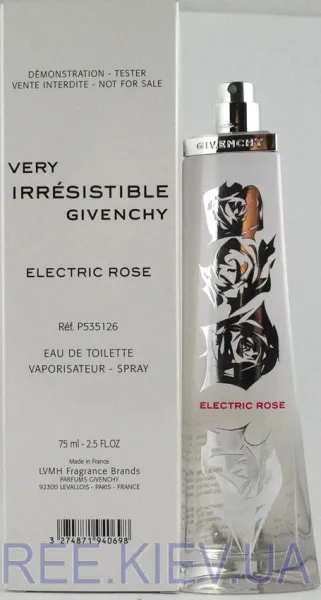 DÉMONSTRATION - TESTER
VENTE INTERDITE - NOT FOR SALE
VERY
IRRÉSISTIBLE
GIVENCHY
ELECTRIC ROSE
Réf. P535126
EAU DE TOILETTE
VAPORISATEUR - SPRAY
75 ml - 2.5 FL.OZ
Made in France
LVMH Fragrance Brands
PARFUMS GIVENCHY
92300 LEVALLOIS - PARIS - FRANCE
3 274871 940698
GIVENCHY
ELECTRIC ROSE
REE.KIEV.UA